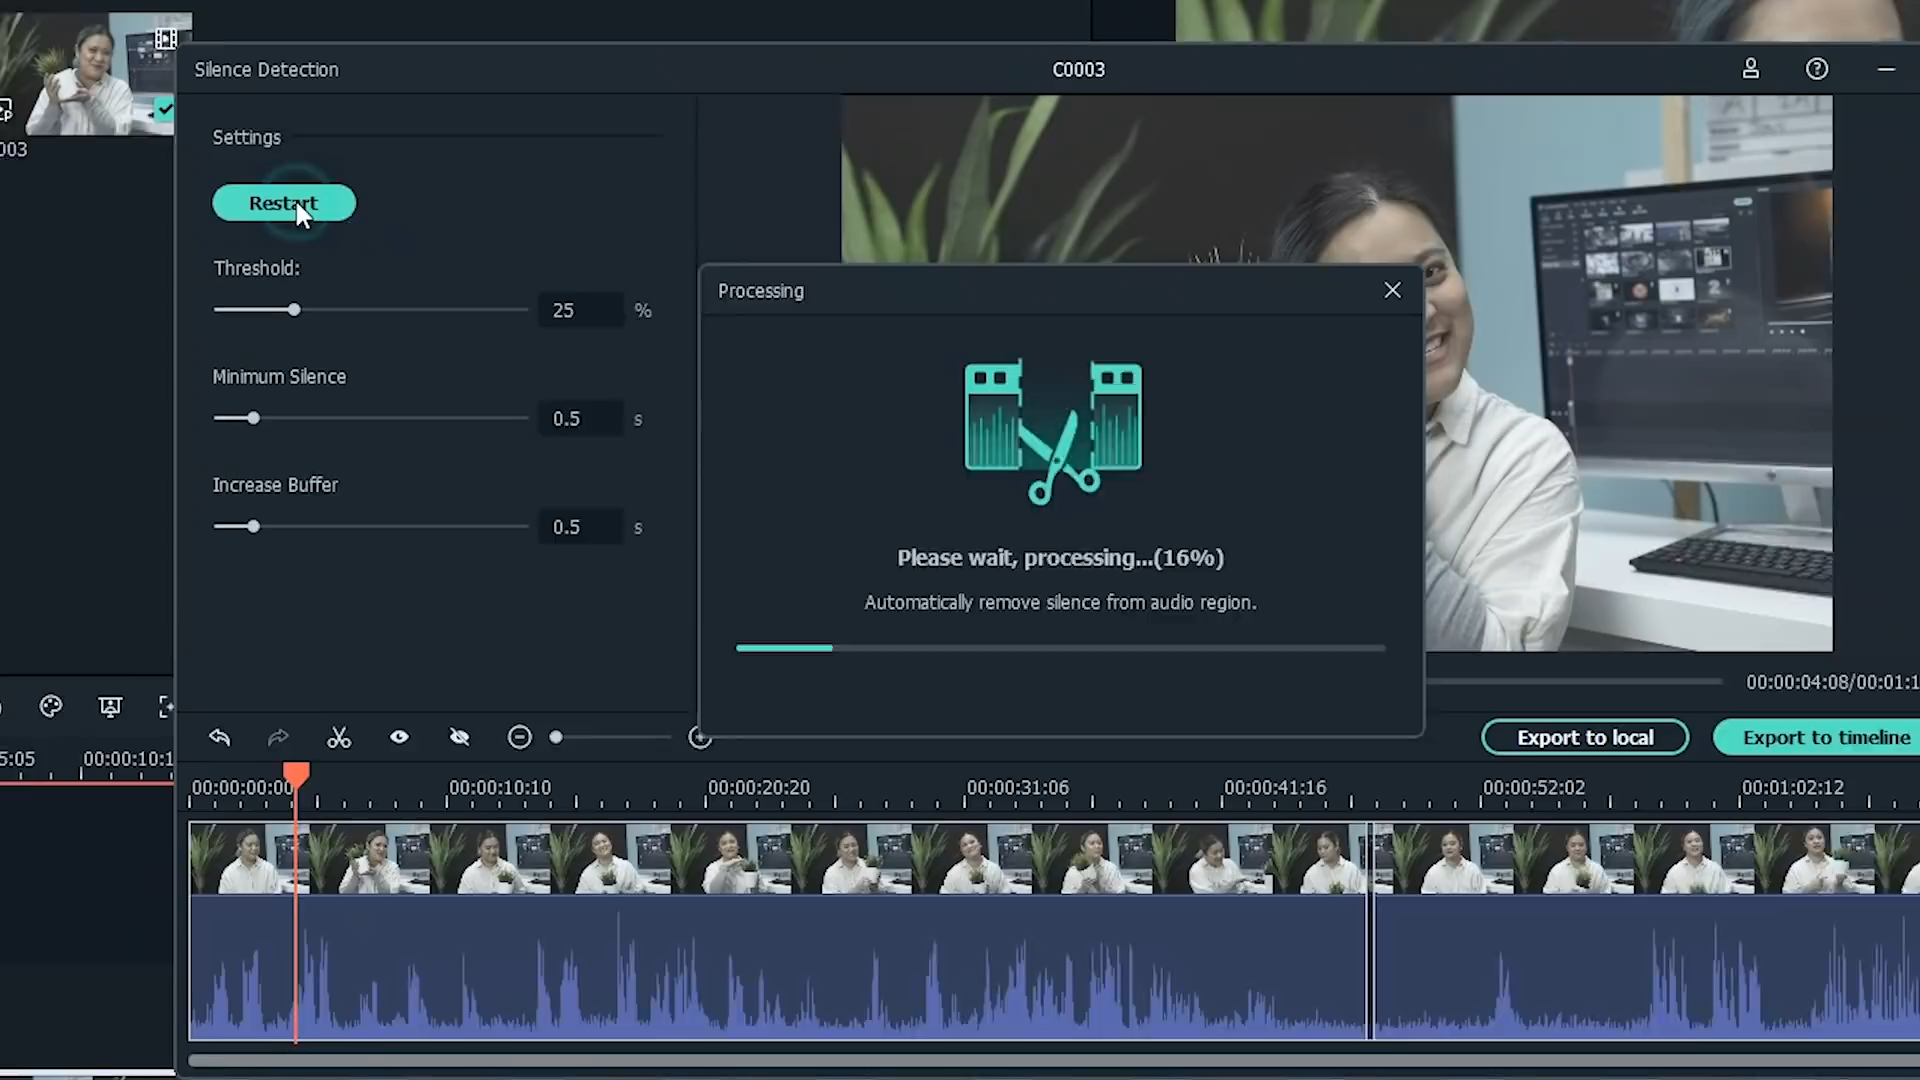 Silence Detection
C0003
003
Settings
Restart
Threshold:
25 %
Minimum Silence
0.5 s
Increase Buffer
0.5 s
Processing
Please wait, processing...(16%)
Automatically remove silence from audio region.
00:00:04:08/00:01:1
Export to local
Export to timeline
5:05
00:00:10:1
00:00:00:00
00:00:10:10
00:00:20:20
00:00:31:06
00:00:41:16
00:00:52:02
00:01:02:12